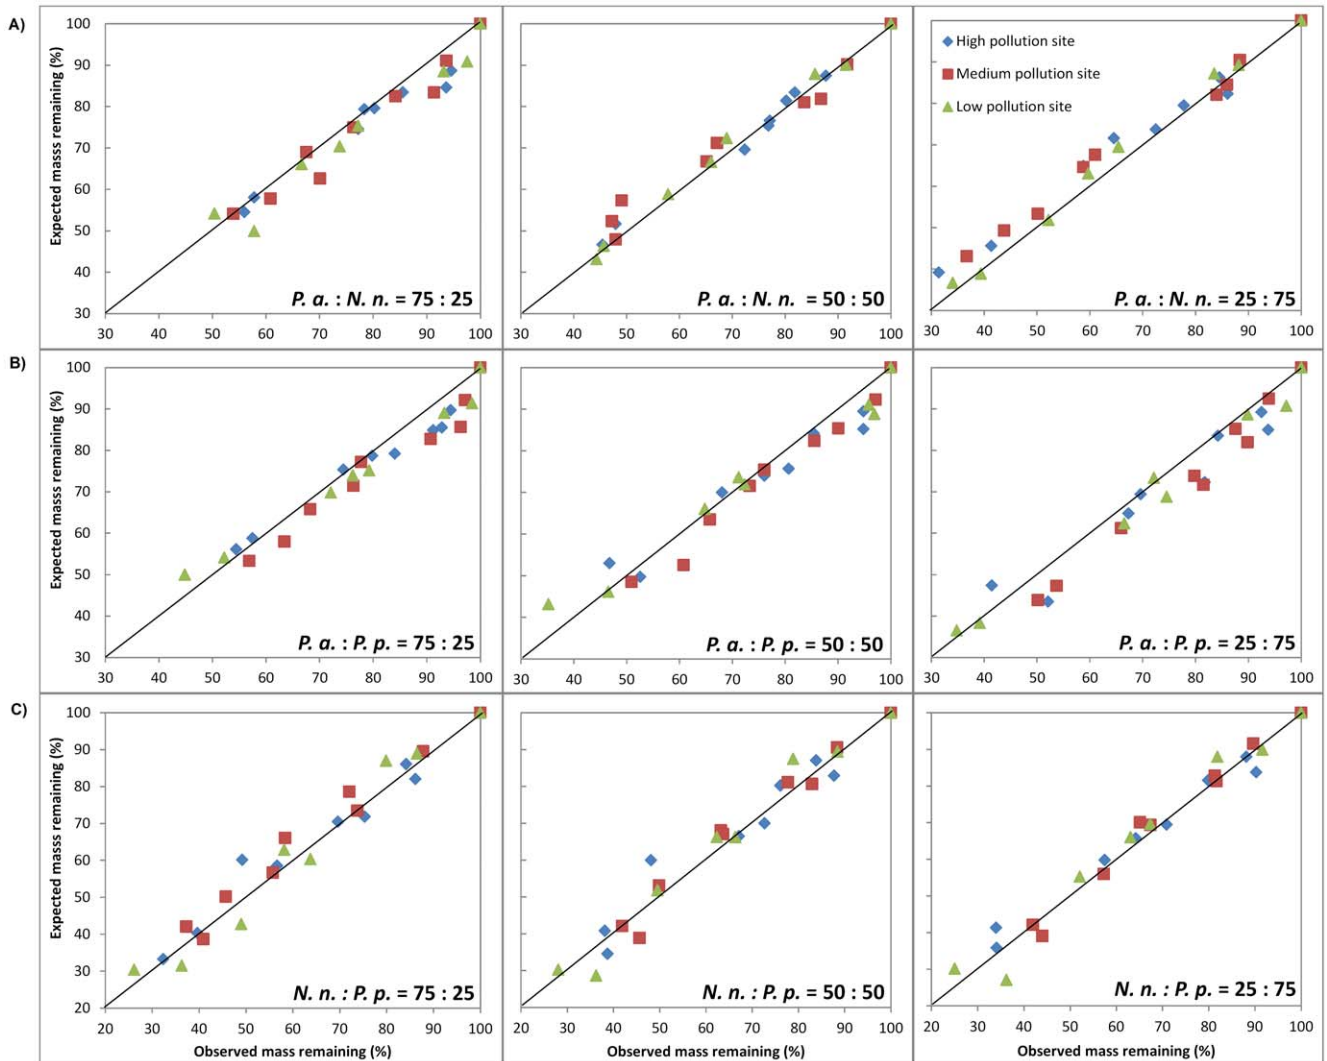 A)
Expected masss remaining (%)
100
90
80
70
60
50
40
30
30 40 50 60 70 80 90 100
P. a. : N. n. = 75 : 25
30 40 50 60 70 80 90 100
P. a. : N. n. = 50 : 50
High pollution site
Medium pollution site
Low pollution site
30 40 50 60 70 80 90 100
P. a. : N. n. = 25 : 75
B)
Expected masss remaining (%)
100
90
80
70
60
50
40
30
30 40 50 60 70 80 90 100
P. a. : P. p. = 75 : 25
30 40 50 60 70 80 90 100
P. a. : P. p. = 50 : 50
30 40 50 60 70 80 90 100
P. a. : P. p. = 25 : 75
C)
Expected masss remaining (%)
100
90
80
70
60
50
40
30
20
20 30 40 50 60 70 80 90 100
N. n. : P. p. = 75 : 25
Observed mass remaining (%)
20 30 40 50 60 70 80 90 100
N. n. : P. p. = 50 : 50
Observed mass remaining (%)
20 30 40 50 60 70 80 90 100
N. n. : P. p. = 25 : 75
Observed mass remaining (%)